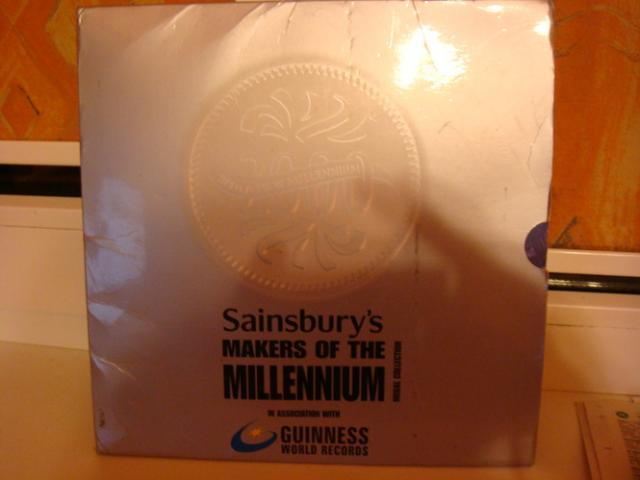 Sainsbury's
MAKERS OF THE
MILLENNIUM
MEDAL COLLECTION
IN ASSOCIATION WITH
GUINNESS
WORLD RECORDS